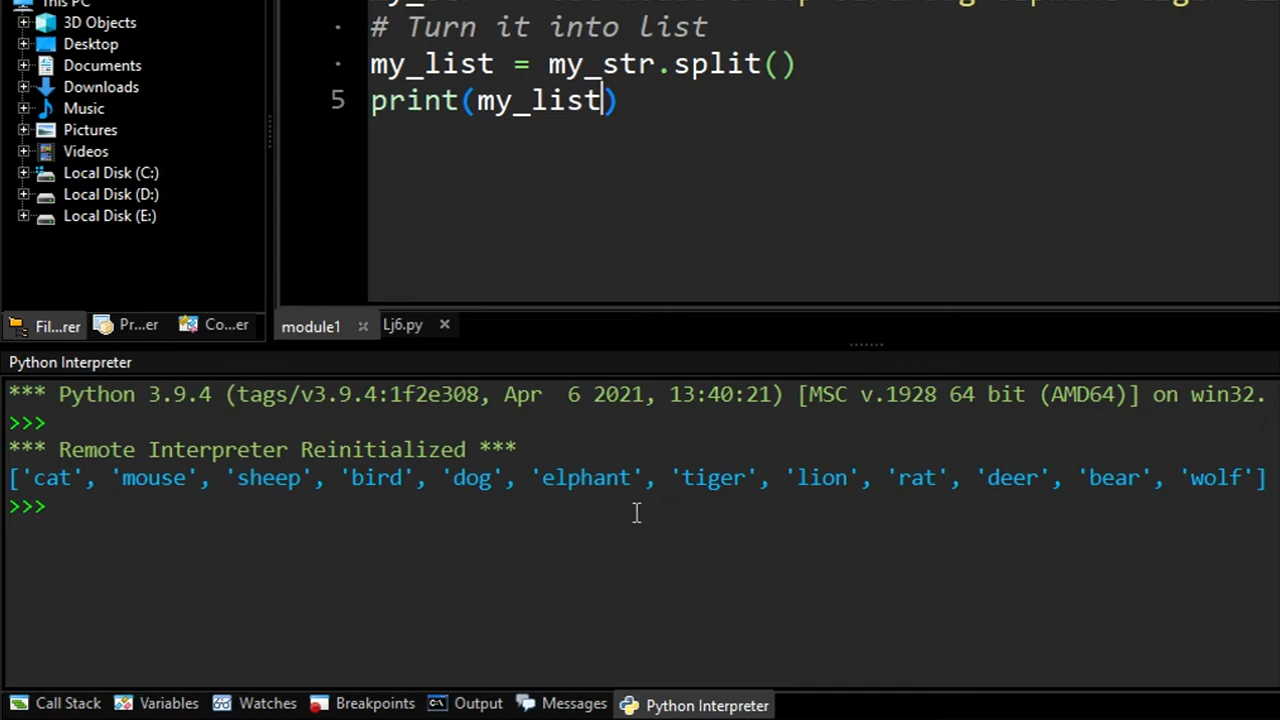 This PC
3D Objects
Desktop
Documents
Downloads
Music
Pictures
Videos
Local Disk (C:)
Local Disk (D:)
Local Disk (E:)
Fil...rer
Pr...er
Co...er
# Turn it into list
my_list = my_str.split()
5 print(my_list)
module1
Lj6.py
Python Interpreter
*** Python 3.9.4 (tags/v3.9.4:1f2e308, Apr  6 2021, 13:40:21) [MSC v.1928 64 bit (AMD64)] on win32.
>>>
*** Remote Interpreter Reinitialized ***
['cat', 'mouse', 'sheep', 'bird', 'dog', 'elphant', 'tiger', 'lion', 'rat', 'deer', 'bear', 'wolf']
>>>
Call Stack
Variables
Watches
Breakpoints
Output
Messages
Python Interpreter